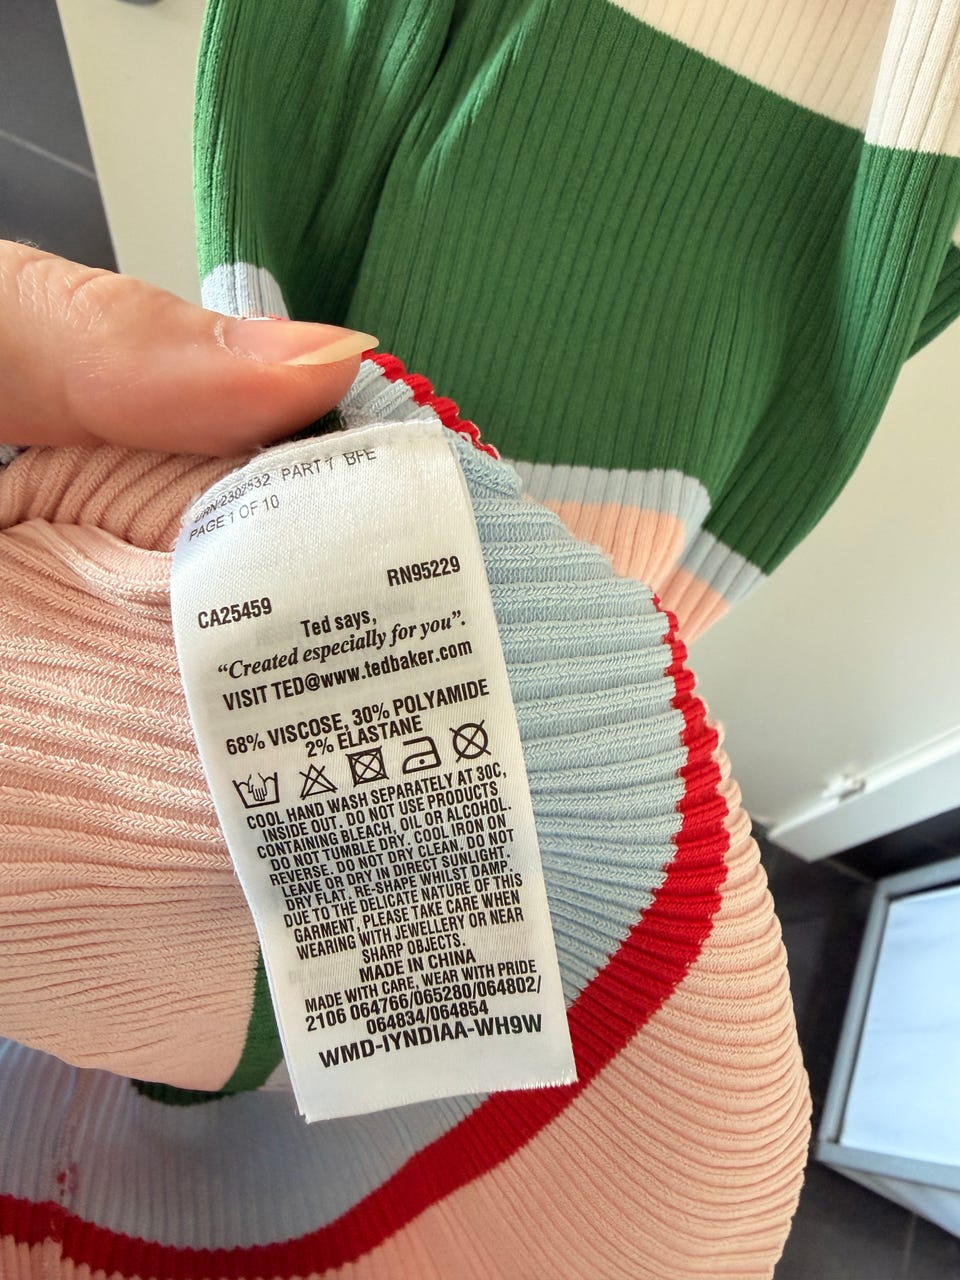 URN:2302532 PART 7 BFE
PAGE 1 OF 10
RN95229
CA25459
Ted says,
“Created especially for you”.
VISIT TED@www.tedbaker.com
68% VISCOSE, 30% POLYAMIDE
2% ELASTANE
COOL HAND WASH SEPARATELY AT 30C,
INSIDE OUT. DO NOT USE PRODUCTS
CONTAINING BLEACH, OIL OR ALCOHOL.
DO NOT TUMBLE DRY. COOL IRON ON
REVERSE. DO NOT DRY CLEAN. DO NOT
LEAVE OR DRY IN DIRECT SUNLIGHT.
DRY FLAT. RE-SHAPE WHILST DAMP.
DUE TO THE DELICATE NATURE OF THIS
GARMENT, PLEASE TAKE CARE WHEN
WEARING WITH JEWELLERY OR NEAR
SHARP OBJECTS.
MADE IN CHINA
MADE WITH CARE, WEAR WITH PRIDE
2106 064766/065280/064802/
064834/064854
WMD-IYNDIAA-WH9W